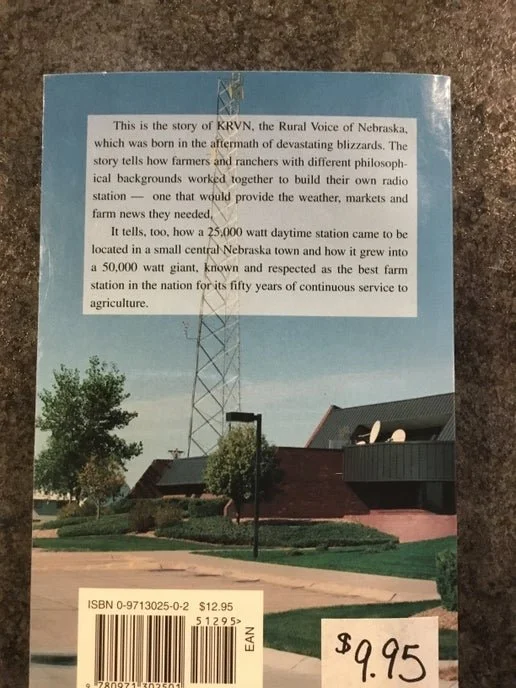 This is the story of KRVN, the Rural Voice of Nebraska,
which was born in the aftermath of devastating blizzards. The
story tells how farmers and ranchers with different philosoph-
ical backgrounds worked together to build their own radio
station — one that would provide the weather, markets and
farm news they needed.
It tells, too, how a 25,000 watt daytime station came to be
located in a small central Nebraska town and how it grew into
a 50,000 watt giant, known and respected as the best farm
station in the nation for its fifty years of continuous service to
agriculture.
ISBN 0-9713025-0-2 $12.95
51295>
EAN
9 780971 302501
$9.95